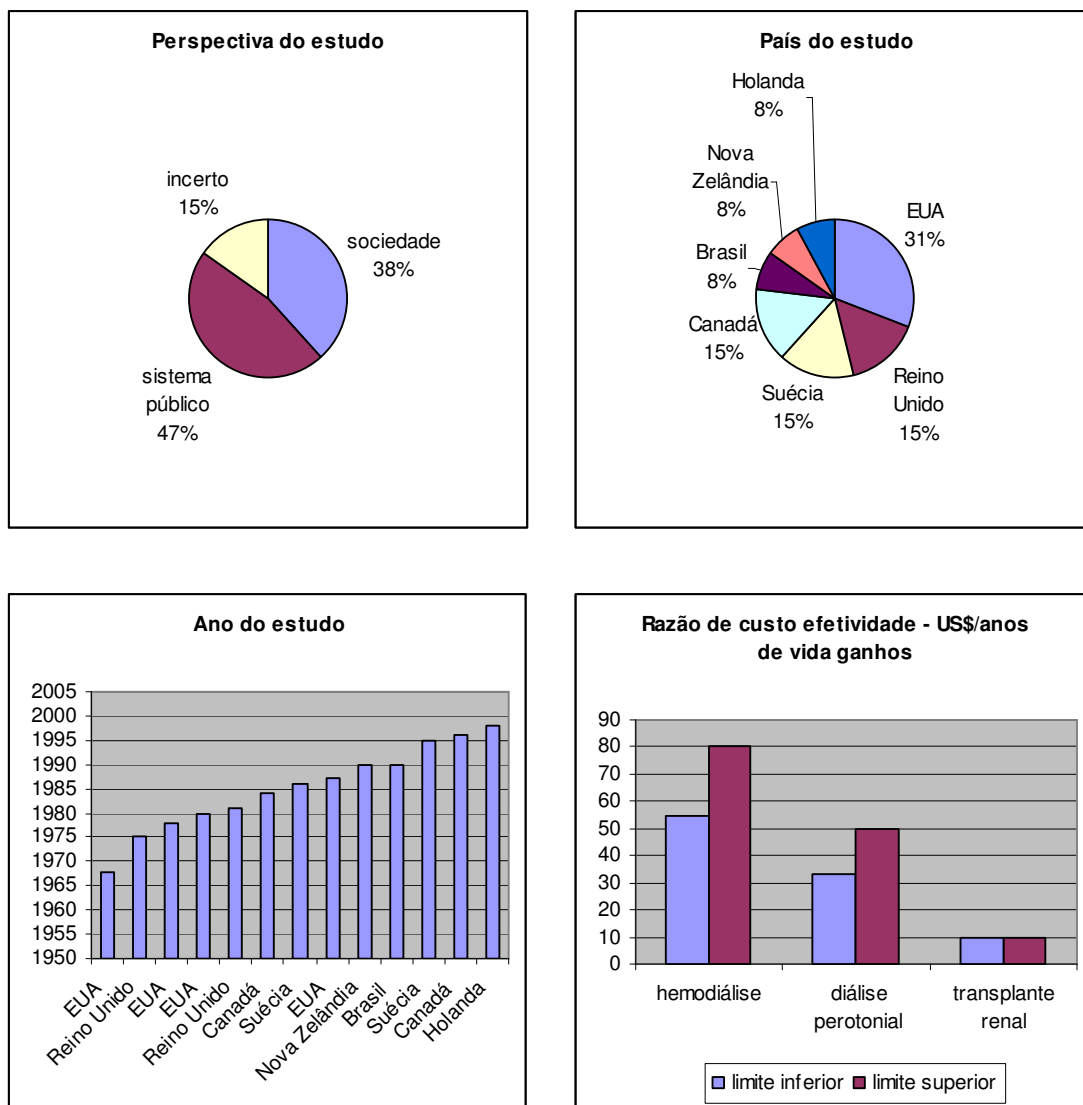 Perspectiva do estudo
incerto
15%
sociedade
38%
sistema
público
47%
País do estudo
Holanda
8%
Nova
Zelândia
8%
Brasil
8%
Canadá
15%
Suécia
15%
EUA
31%
Reino
Unido
15%
Ano do estudo
2005
2000
1995
1990
1985
1980
1975
1970
1965
1960
1955
1950
EUA
Reino Unido
EUA
EUA
Reino Unido
Canadá
Suécia
EUA
Nova Zelândia
Brasil
Suécia
Canadá
Holanda
Razão de custo efetividade - US$/anos
de vida ganhos
90
80
70
60
50
40
30
20
10
0
hemodiálise
diálise
perotonial
transplante
renal
limite inferior
limite superior